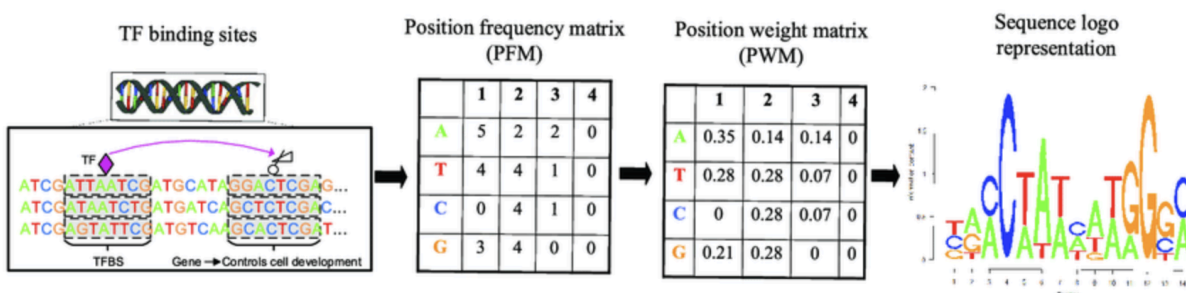 TF binding sites
Position frequency matrix
(PFM)
Position weight matrix
(PWM)
Sequence logo
representation
TF
ATCGATTAATCGATGCATAGGACTCGAG...
ATCGATAATCTGATGATCAGCTCTCGAC...
ATCGAGTATTCGATGTCAAGCACTCGAT...
TFBS
Gene → Controls cell development
1 2 3 4
A 5 2 2 0
T 4 4 1 0
C 0 4 1 0
G 3 4 0 0
1 2 3 4
A 0.35 0.14 0.14 0
T 0.28 0.28 0.07 0
C 0 0.28 0.07 0
G 0.21 0.28 0 0